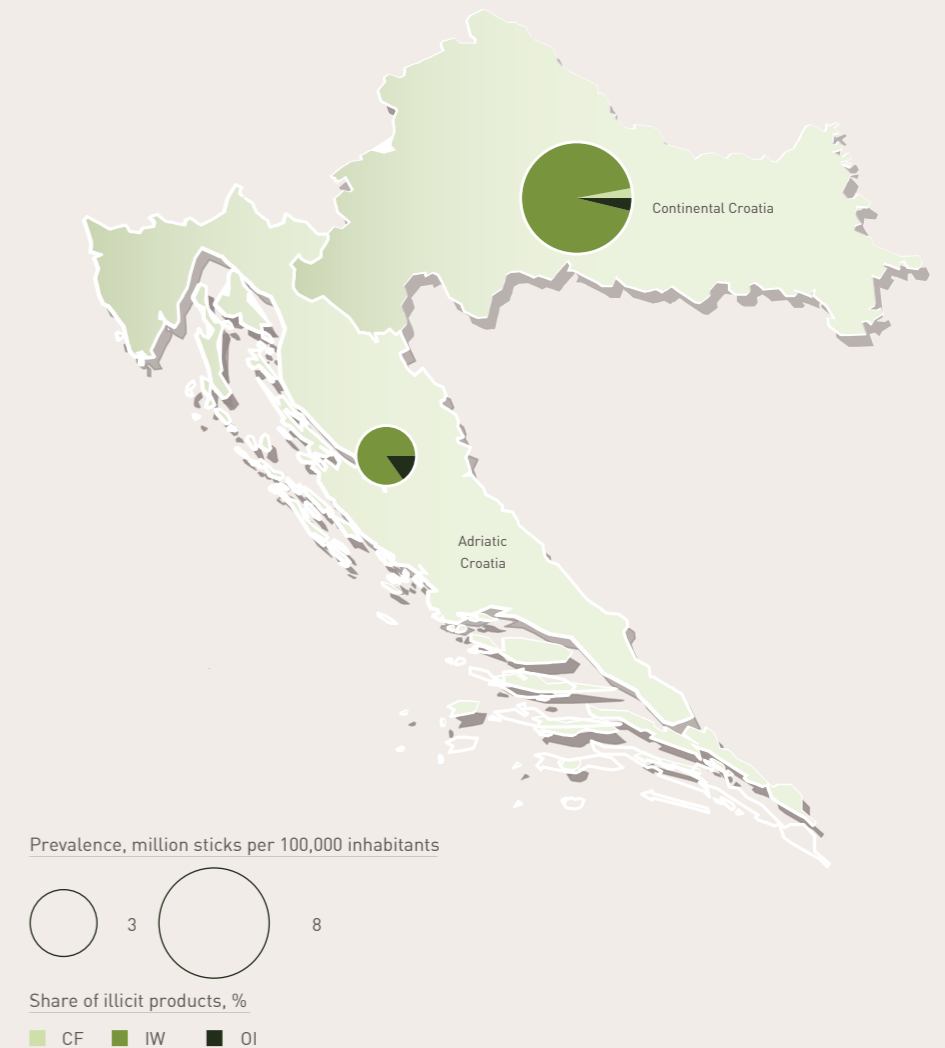 Continental Croatia
Adriatic
Croatia
Prevalence, million sticks per 100,000 inhabitants
3 8
Share of illicit products, %
CF IW OI